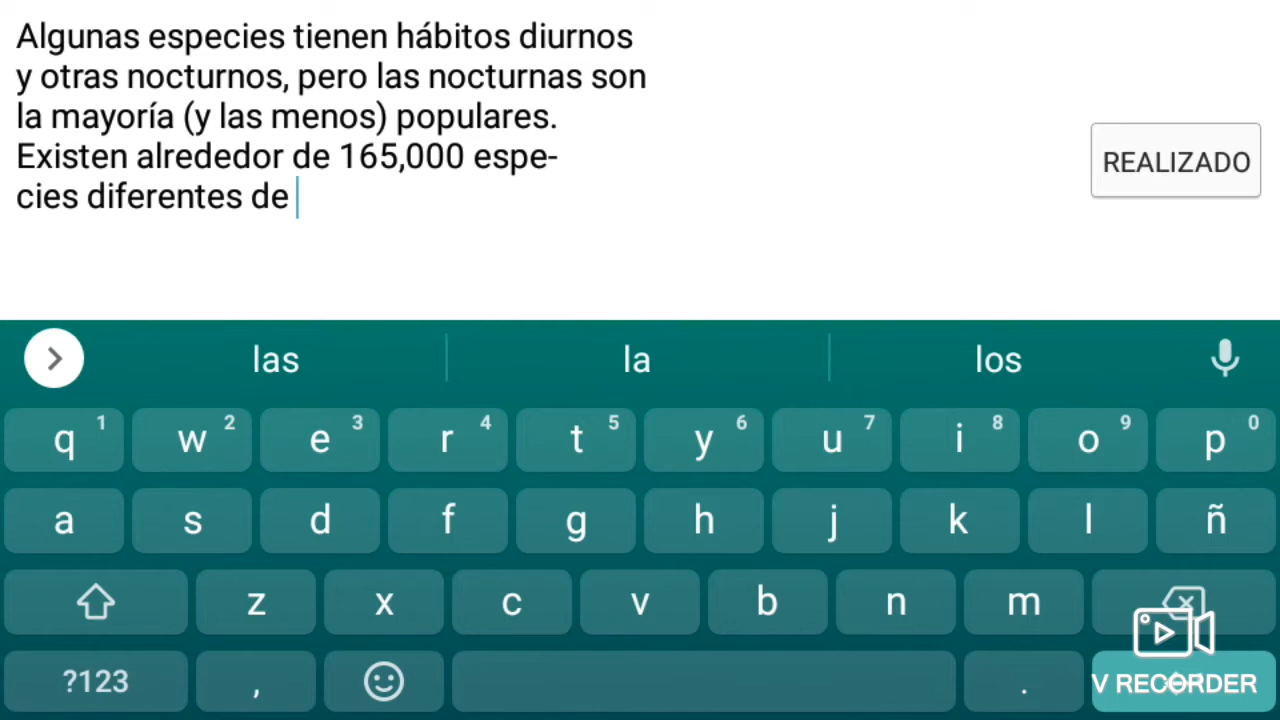 Algunas especies tienen hábitos diurnos
y otras nocturnos, pero las nocturnas son
la mayoría (y las menos) populares.
Existen alrededor de 165,000 espe-
cies diferentes de
REALIZADO
las la los
q 1 w 2 e 3 r 4 t 5 y 6 u 7 i 8 o 9 p 0
a s d f g h j k l ñ
z x c v b n m
?123 , .
V RECORDER